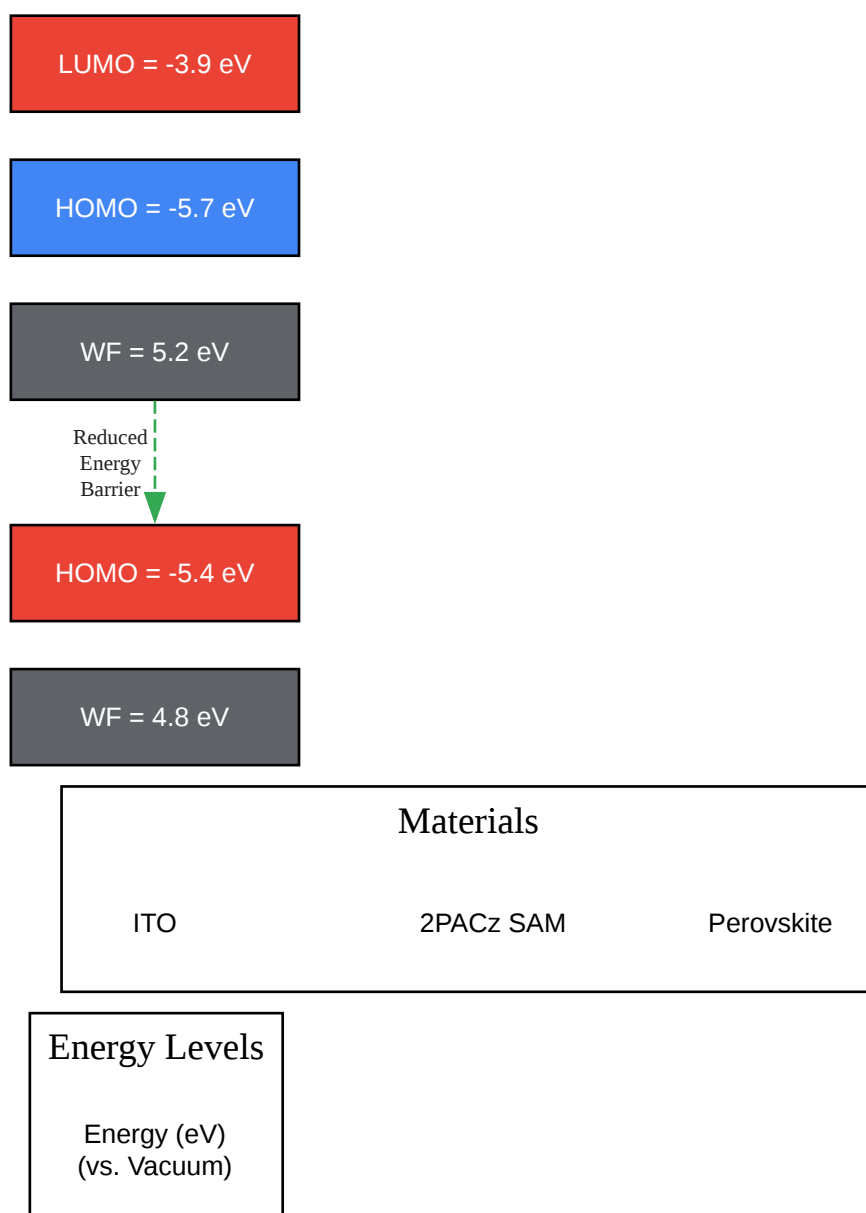 LUMO = -3.9 eV
HOMO = -5.7 eV
WF = 5.2 eV
Reduced
Energy
Barrier
HOMO = -5.4 eV
WF = 4.8 eV
Materials
ITO 2PACz SAM Perovskite
Energy Levels
Energy (eV)
(vs. Vacuum)